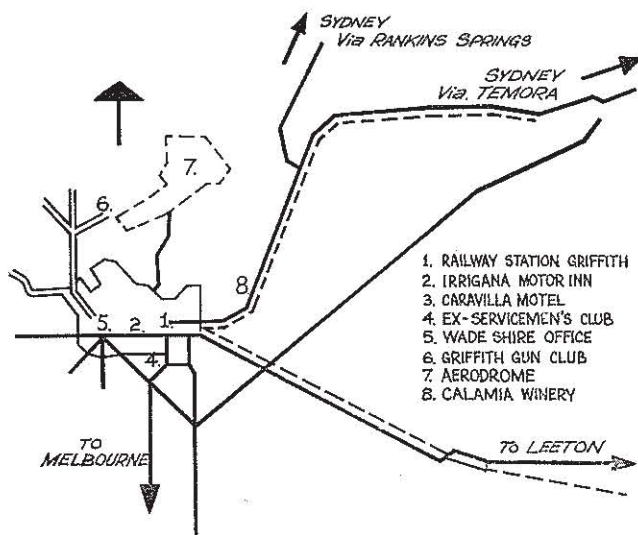 SYDNEY
Via RANKINS SPRINGS
SYDNEY
Via. TEMORA
7.
6.
8.
5.
2.
1.
4.
1. RAILWAY STATION GRIFFITH
2. IRRIGANA MOTOR INN
3. CARAVILLA MOTEL
4. EX-SERVICEMEN'S CLUB
5. WADE SHIRE OFFICE
6. GRIFFITH GUN CLUB
7. AERODROME
8. CALAMIA WINERY
TO
MELBOURNE
To LEETON